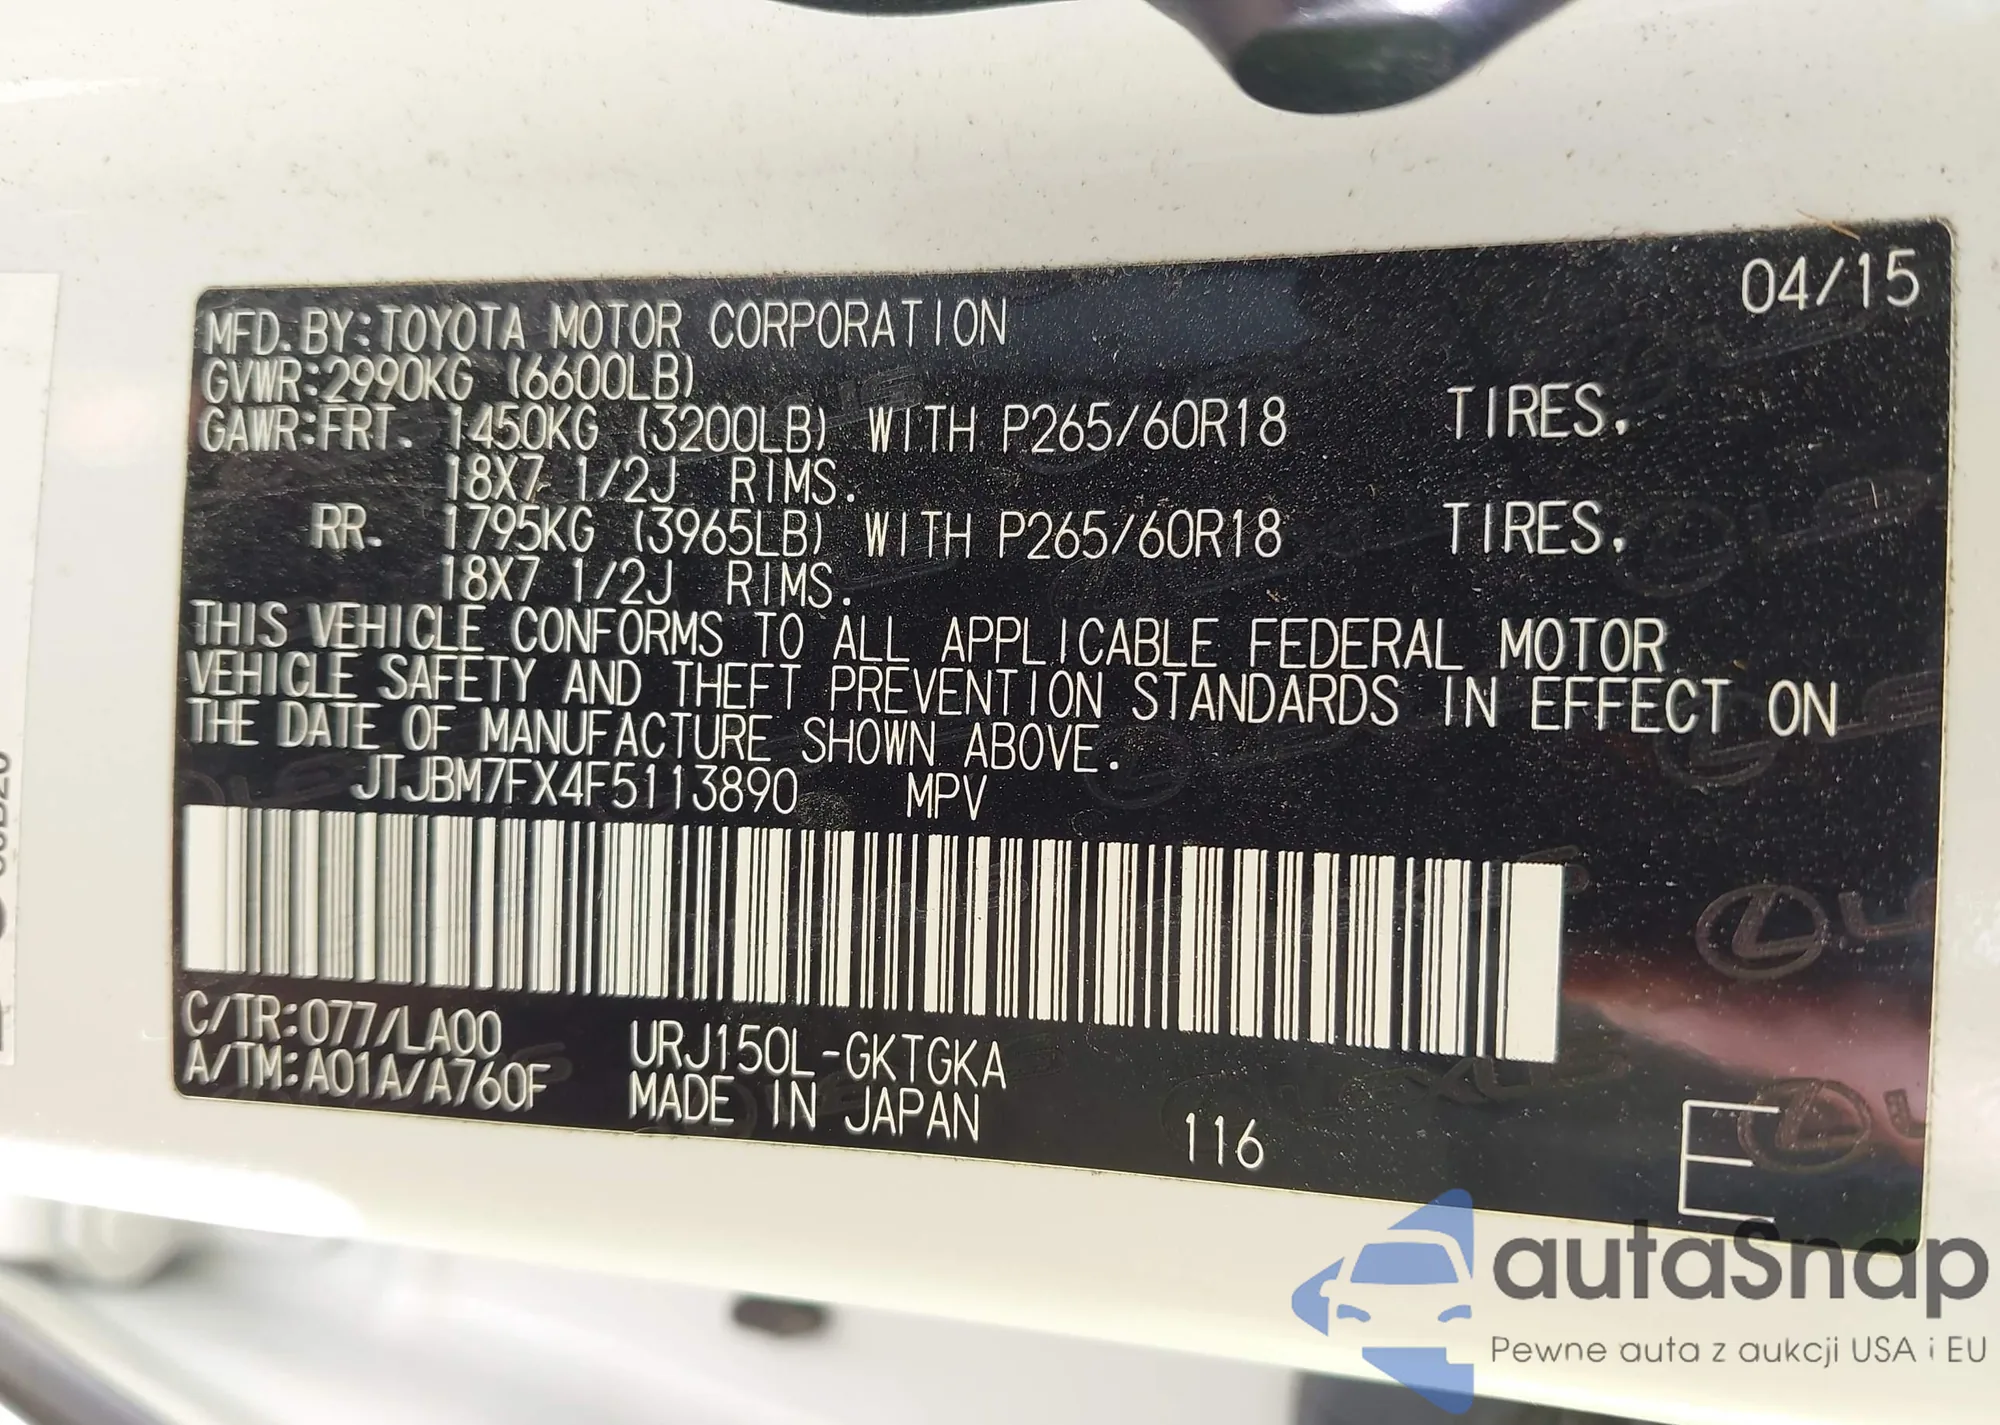 04/15
MFD.BY:TOYOTA MOTOR CORPORATION
GVWR:2990KG (6600LB)
GAWR:FRT. 1450KG (3200LB) WITH P265/60R18 TIRES,
18X7 1/2J RIMS.
RR. 1795KG (3965LB) WITH P265/60R18 TIRES,
18X7 1/2J RIMS.
THIS VEHICLE CONFORMS TO ALL APPLICABLE FEDERAL MOTOR
VEHICLE SAFETY AND THEFT PREVENTION STANDARDS IN EFFECT ON
THE DATE OF MANUFACTURE SHOWN ABOVE.
JTJBM7FX4F5113890 MPV
C/TR:077/LA00 URJ150L-GKTGKA
A/TM:A01A/A760F MADE IN JAPAN
116 E
autaSnap
Pewne auta z aukcji USA i EU